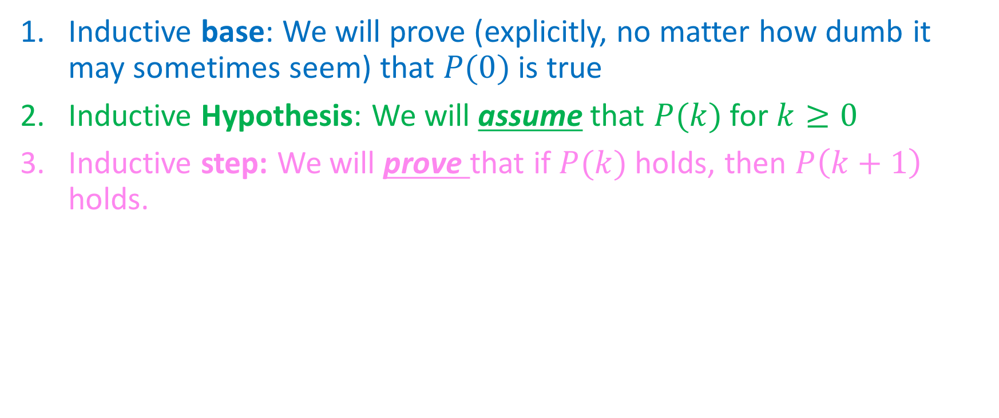 1. Inductive base: We will prove (explicitly, no matter how dumb it
may sometimes seem) that P(0) is true
2. Inductive Hypothesis: We will assume that P(k) for k ≥ 0
3. Inductive step: We will prove that if P(k) holds, then P(k + 1)
holds.